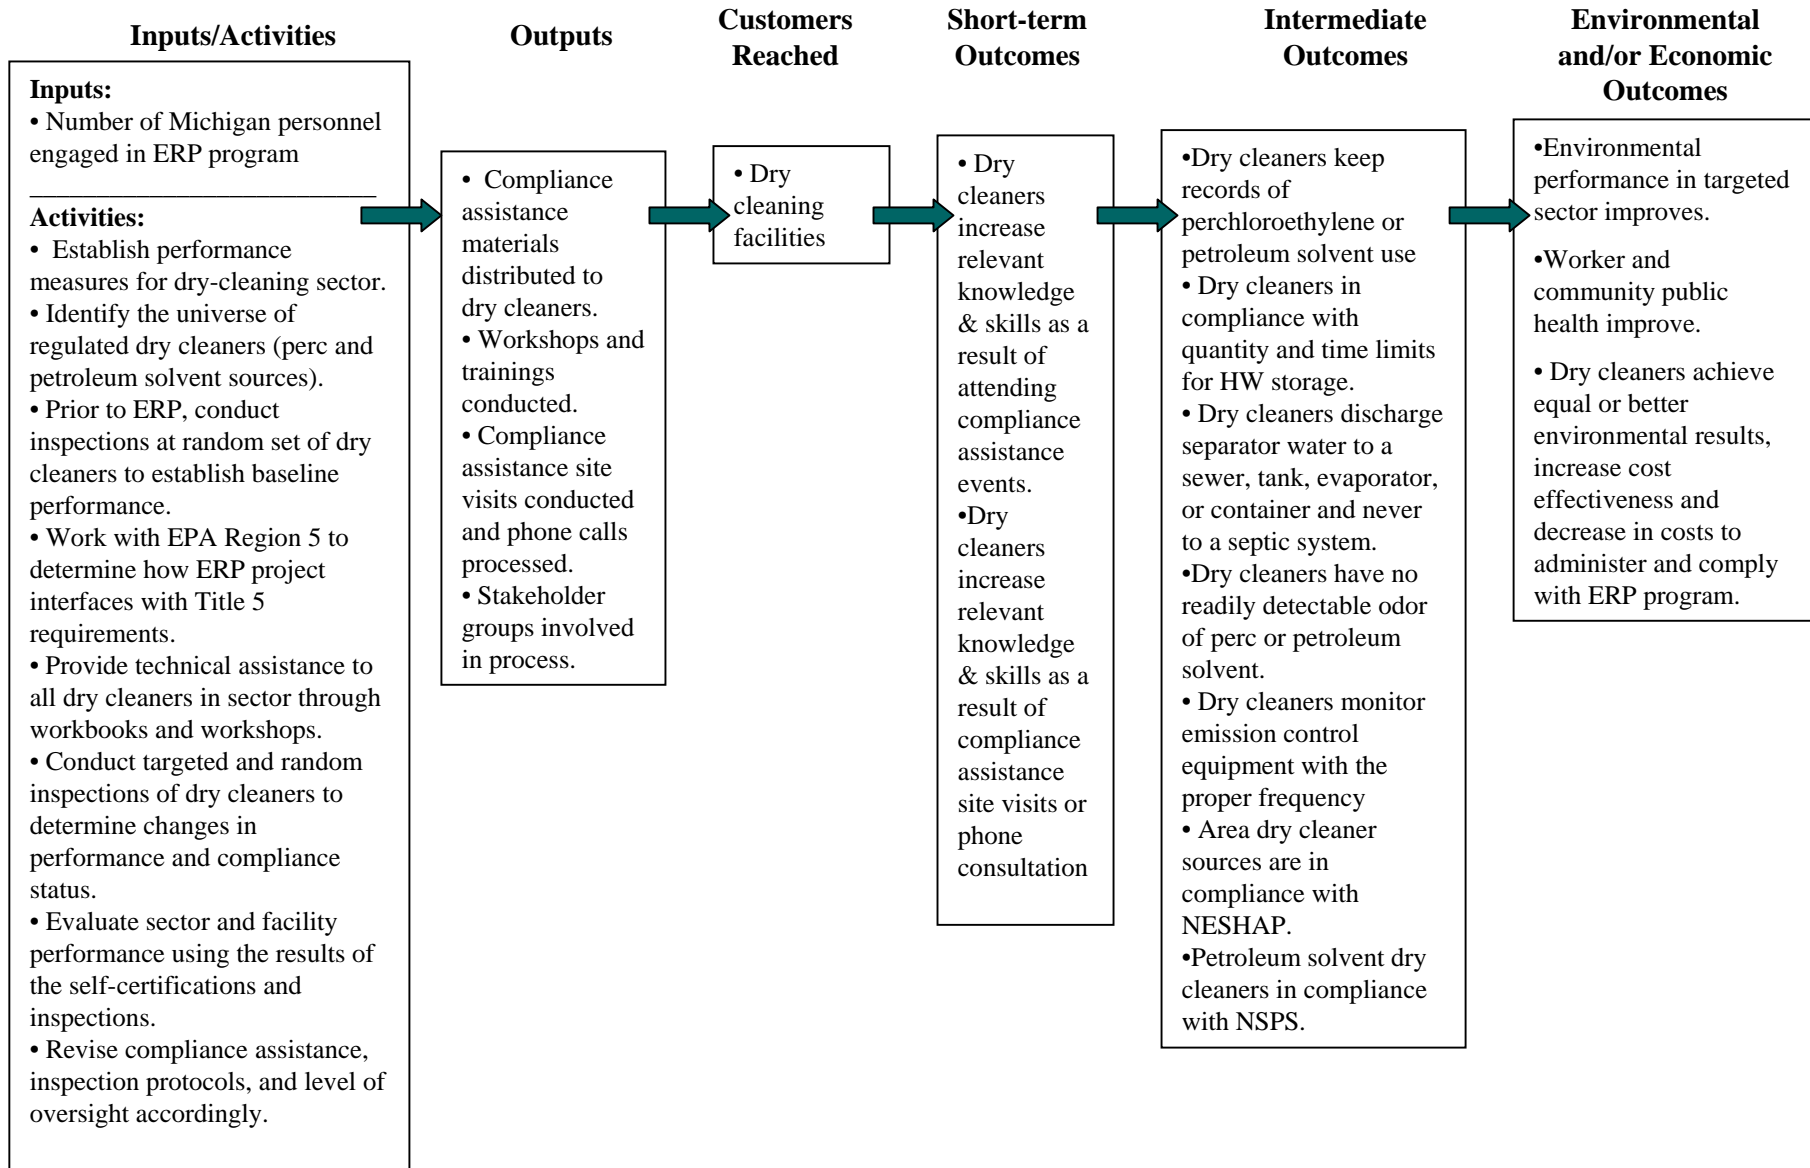 Inputs/Activities
Inputs:
• Number of Michigan personnel
engaged in ERP program
__________________________
Activities:
• Establish performance
measures for dry-cleaning sector.
• Identify the universe of
regulated dry cleaners (perc and
petroleum solvent sources).
• Prior to ERP, conduct
inspections at random set of dry
cleaners to establish baseline
performance.
• Work with EPA Region 5 to
determine how ERP project
interfaces with Title 5
requirements.
• Provide technical assistance to
all dry cleaners in sector through
workbooks and workshops.
• Conduct targeted and random
inspections of dry cleaners to
determine changes in
performance and compliance
status.
• Evaluate sector and facility
performance using the results of
the self-certifications and
inspections.
• Revise compliance assistance,
inspection protocols, and level of
oversight accordingly.
Outputs
• Compliance
assistance
materials
distributed to
dry cleaners.
• Workshops and
trainings
conducted.
• Compliance
assistance site
visits conducted
and phone calls
processed.
• Stakeholder
groups involved
in process.
Customers
Reached
• Dry
cleaning
facilities
Short-term
Outcomes
• Dry
cleaners
increase
relevant
knowledge
& skills as a
result of
attending
compliance
assistance
events.
•Dry
cleaners
increase
relevant
knowledge
& skills as a
result of
compliance
assistance
site visits or
phone
consultation
Intermediate
Outcomes
•Dry cleaners keep
records of
perchloroethylene or
petroleum solvent use
• Dry cleaners in
compliance with
quantity and time limits
for HW storage.
• Dry cleaners discharge
separator water to a
sewer, tank, evaporator,
or container and never
to a septic system.
•Dry cleaners have no
readily detectable odor
of perc or petroleum
solvent.
• Dry cleaners monitor
emission control
equipment with the
proper frequency
• Area dry cleaner
sources are in
compliance with
NESHAP.
•Petroleum solvent dry
cleaners in compliance
with NSPS.
Environmental
and/or Economic
Outcomes
•Environmental
performance in targeted
sector improves.
•Worker and
community public
health improve.
• Dry cleaners achieve
equal or better
environmental results,
increase cost
effectiveness and
decrease in costs to
administer and comply
with ERP program.